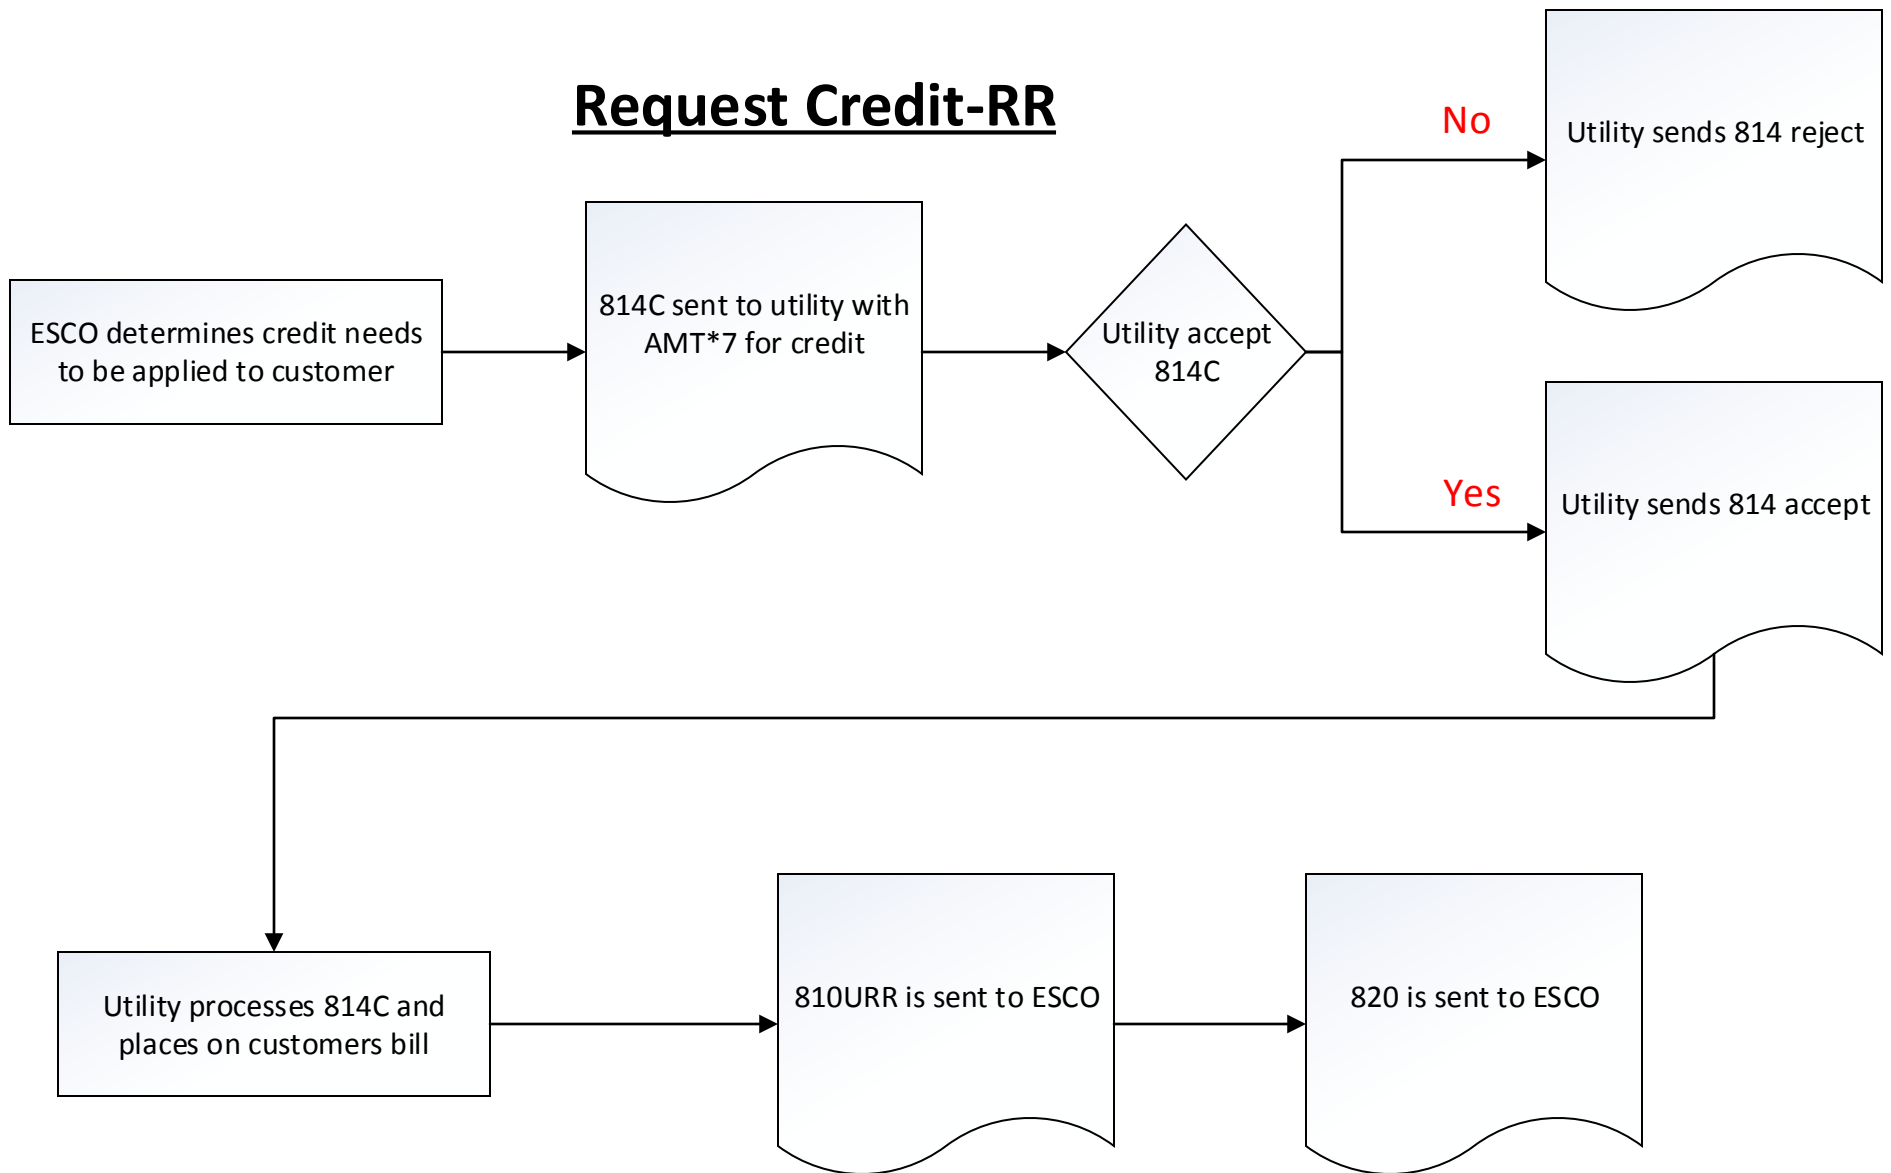 Request Credit-RR
No
Utility sends 814 reject
ESCO determines credit needs
to be applied to customer
814C sent to utility with
AMT*7 for credit
Utility accept
814C
Yes
Utility sends 814 accept
Utility processes 814C and
places on customers bill
810URR is sent to ESCO
820 is sent to ESCO